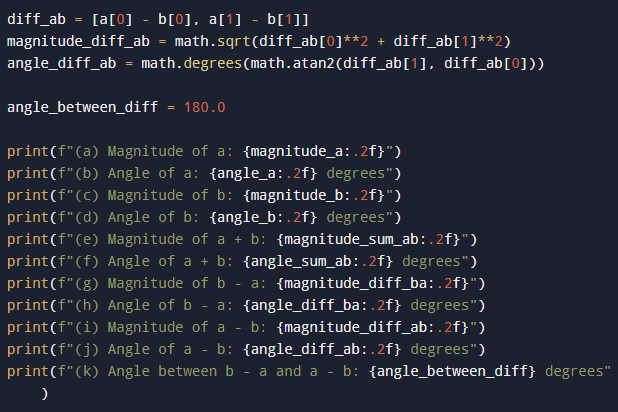 diff_ab = [a[0] - b[0], a[1] - b[1]]
magnitude_diff_ab = math.sqrt(diff_ab[0]**2 + diff_ab[1]**2)
angle_diff_ab = math.degrees(math.atan2(diff_ab[1], diff_ab[0]))
angle_between_diff = 180.0
print(f"(a) Magnitude of a: {magnitude_a:.2f}")
print(f"(b) Angle of a: {angle_a:.2f} degrees")
print(f"(c) Magnitude of b: {magnitude_b:.2f}")
print(f"(d) Angle of b: {angle_b:.2f} degrees")
print(f"(e) Magnitude of a + b: {magnitude_sum_ab:.2f}")
print(f"(f) Angle of a + b: {angle_sum_ab:.2f} degrees")
print(f"(g) Magnitude of b - a: {magnitude_diff_ba:.2f}")
print(f"(h) Angle of b - a: {angle_diff_ba:.2f} degrees")
print(f"(i) Magnitude of a - b: {magnitude_diff_ab:.2f}")
print(f"(j) Angle of a - b: {angle_diff_ab:.2f} degrees")
print(f"(k) Angle between b - a and a - b: {angle_between_diff} degrees"
    )